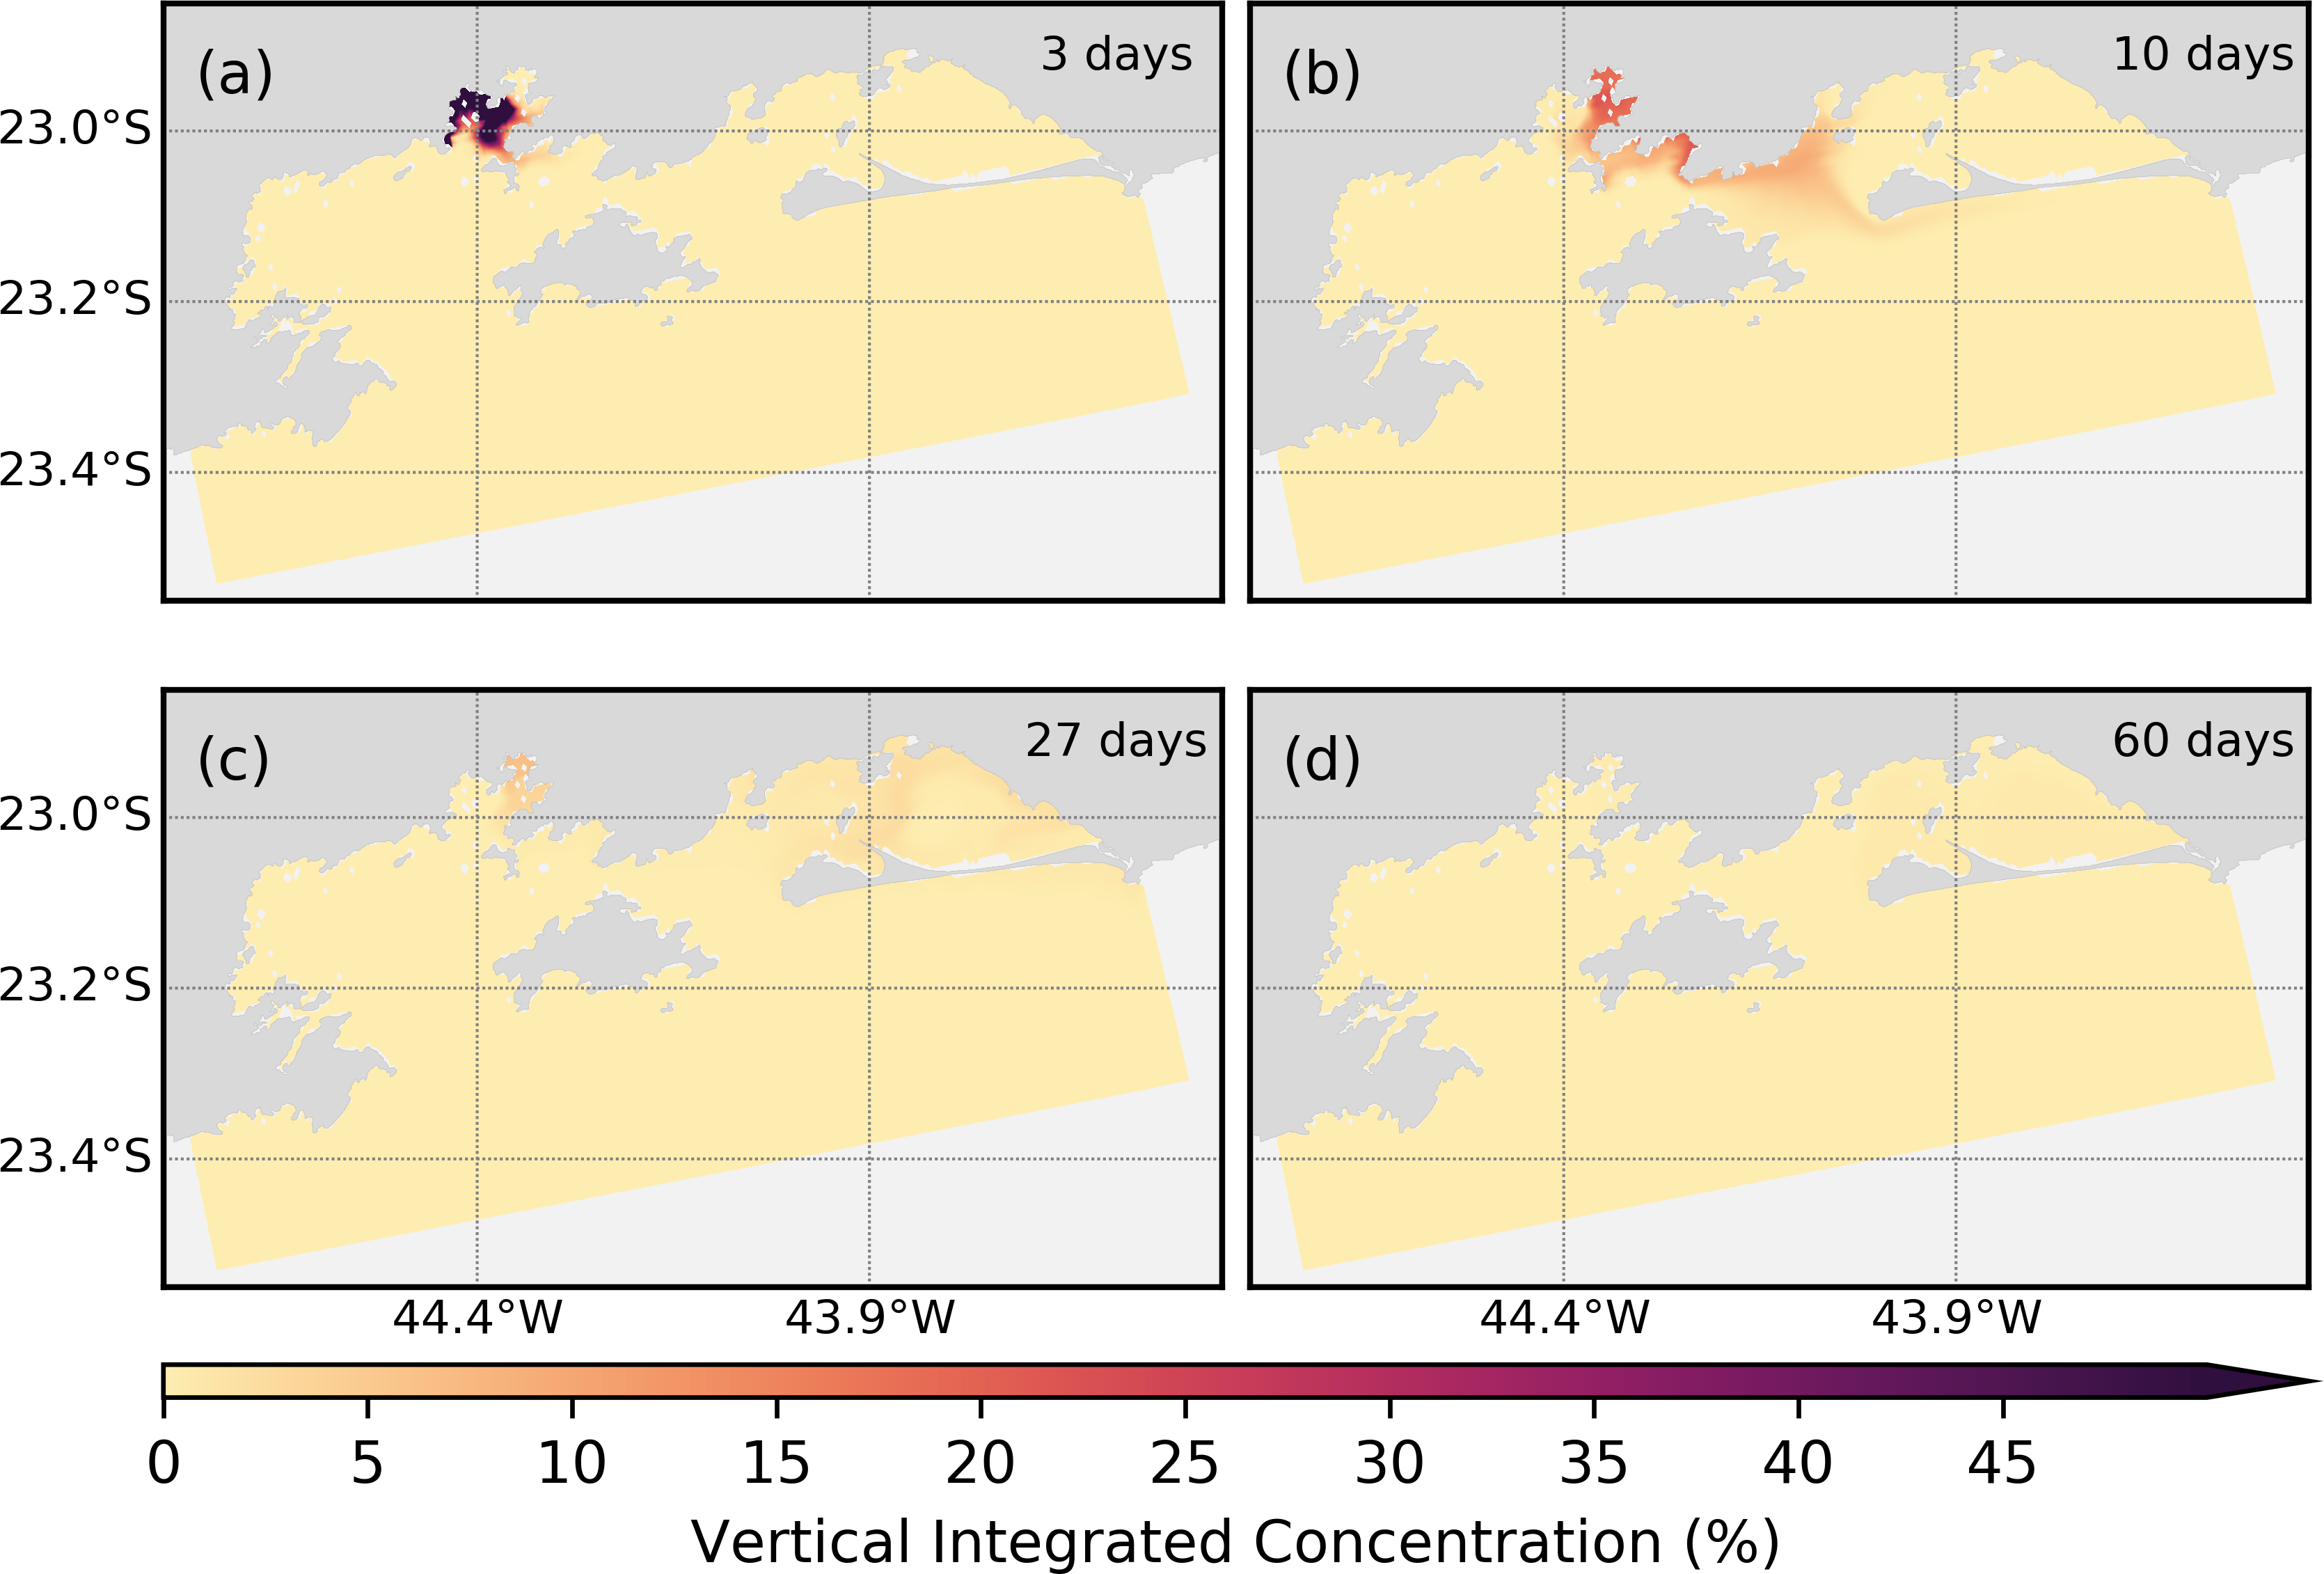 (a)
3 days
(b)
10 days
23.0°S
23.2°S
23.4°S
(c)
27 days
(d)
60 days
23.0°S
23.2°S
23.4°S
44.4°W
43.9°W
44.4°W
43.9°W
0
5
10
15
20
25
30
35
40
45
Vertical Integrated Concentration (%)